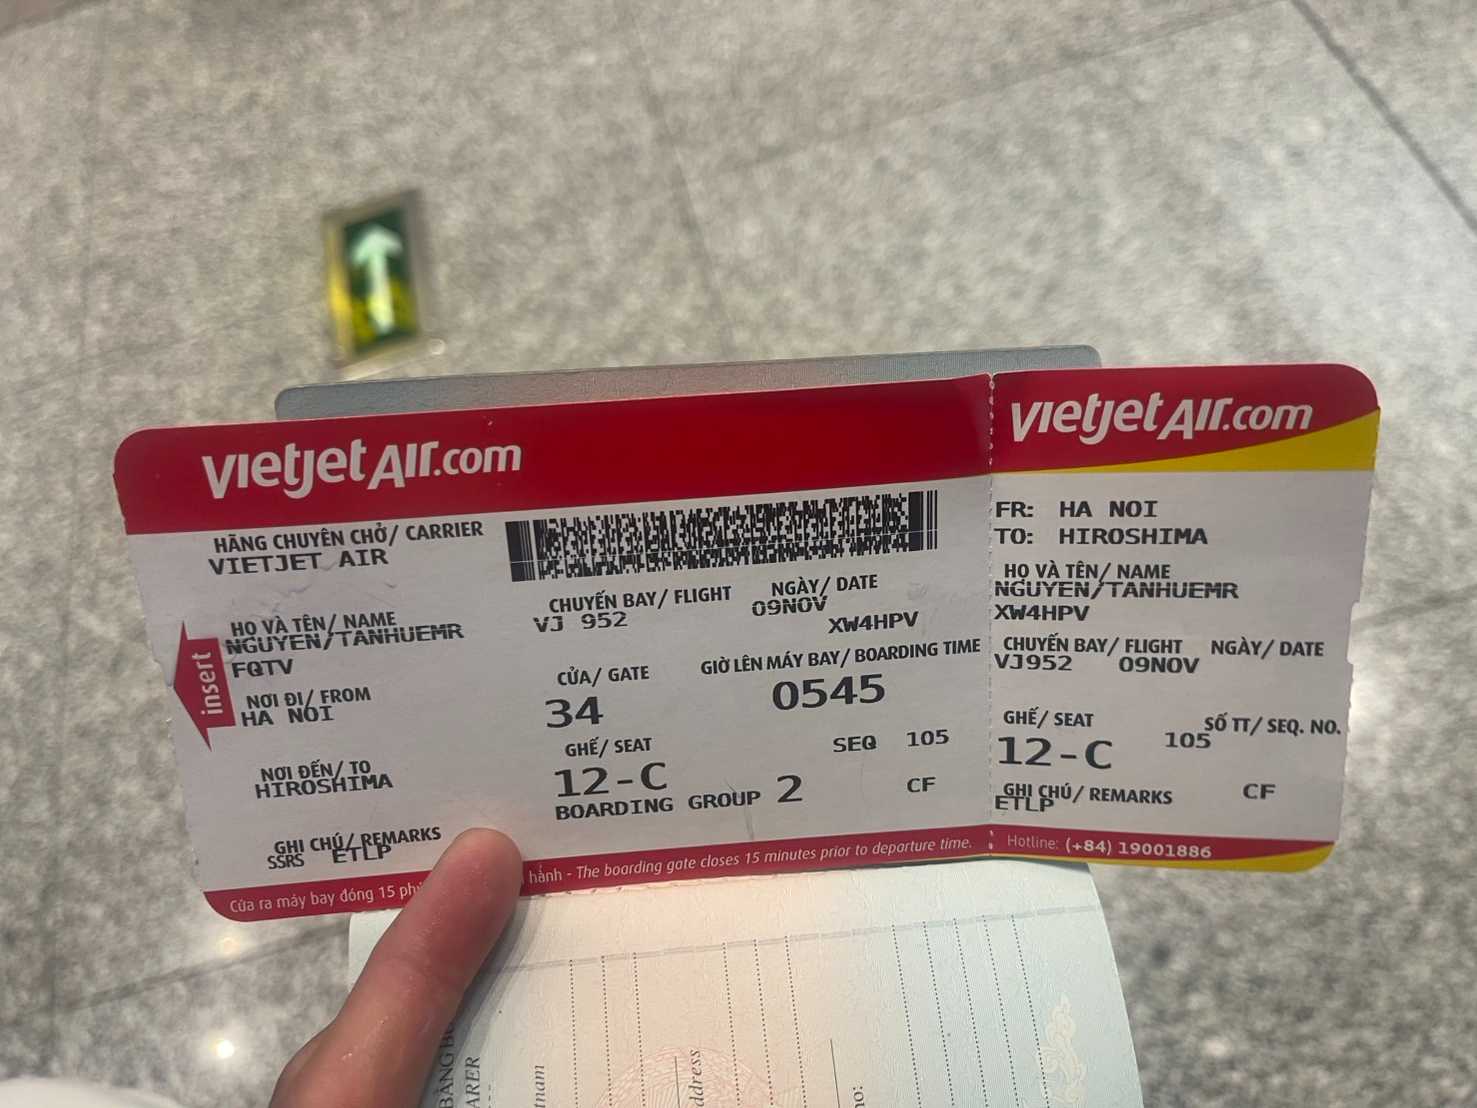 vietjetAir.com
HÃNG CHUYÊN CHỞ/ CARRIER
VIETJET AIR
HỌ VÀ TÊN/ NAME
NGUYEN/TANHUEMR
FQTV
NƠI ĐI/ FROM
HA NOI
NƠI ĐẾN/ TO
HIROSHIMA
GHI CHÚ/ REMARKS
SSRS ETLP
insert
CHUYẾN BAY/ FLIGHT
VJ 952
NGÀY/ DATE
09NOV
XW4HPV
CỬA/ GATE
34
GIỜ LÊN MÁY BAY/ BOARDING TIME
0545
GHẾ/ SEAT
12-C
SEQ 105
BOARDING GROUP 2
CF
Cửa ra máy bay đóng 15 hành - The boarding gate closes 15 minutes prior to departure time.
vietjetAir.com
FR: HA NOI
TO: HIROSHIMA
HỌ VÀ TÊN/ NAME
NGUYEN/TANHUEMR
XW4HPV
CHUYẾN BAY/ FLIGHT NGÀY/ DATE
VJ952 09NOV
GHẾ/ SEAT SỐ TT/ SEQ. NO.
12-C 105
GHI CHÚ/ REMARKS
ETLP CF
Hotline: (+84) 19001886